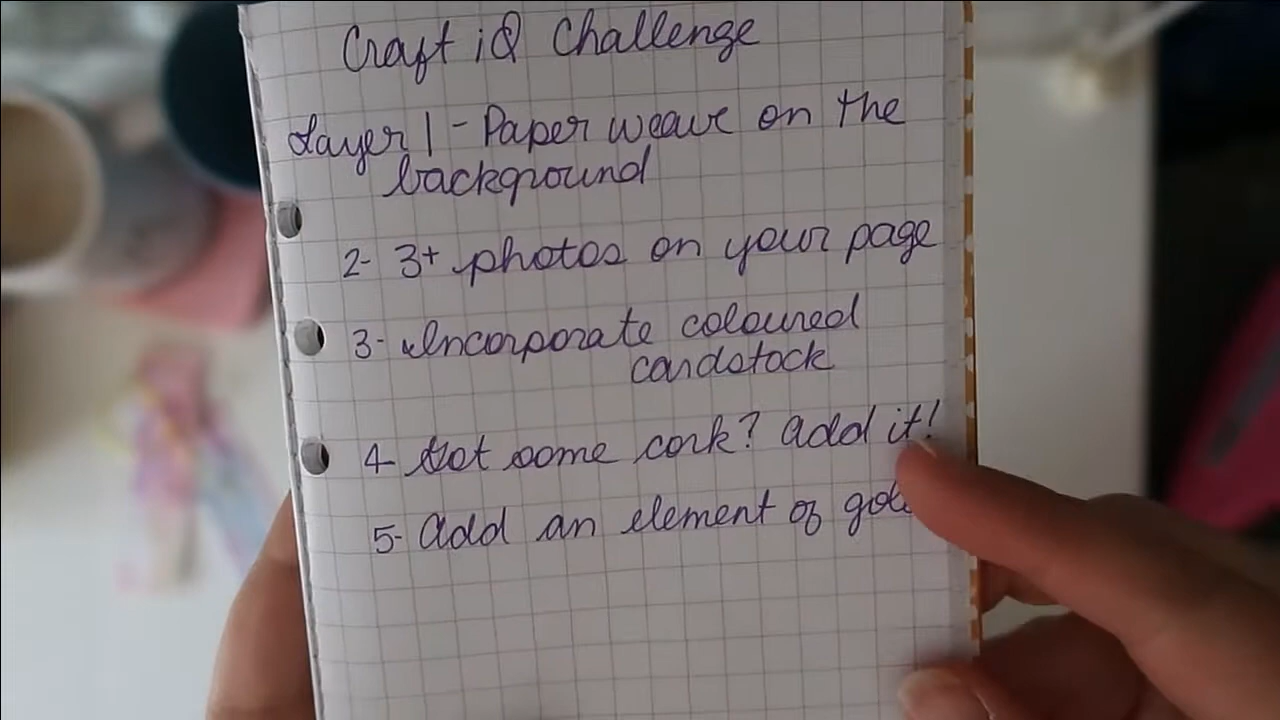 Craft iQ Challenge
Layer 1 - Paper weave on the
background
2- 3+ photos on your page
3- Incorporate coloured
cardstock
4- Got some cork? Add it!
5- Add an element of gol